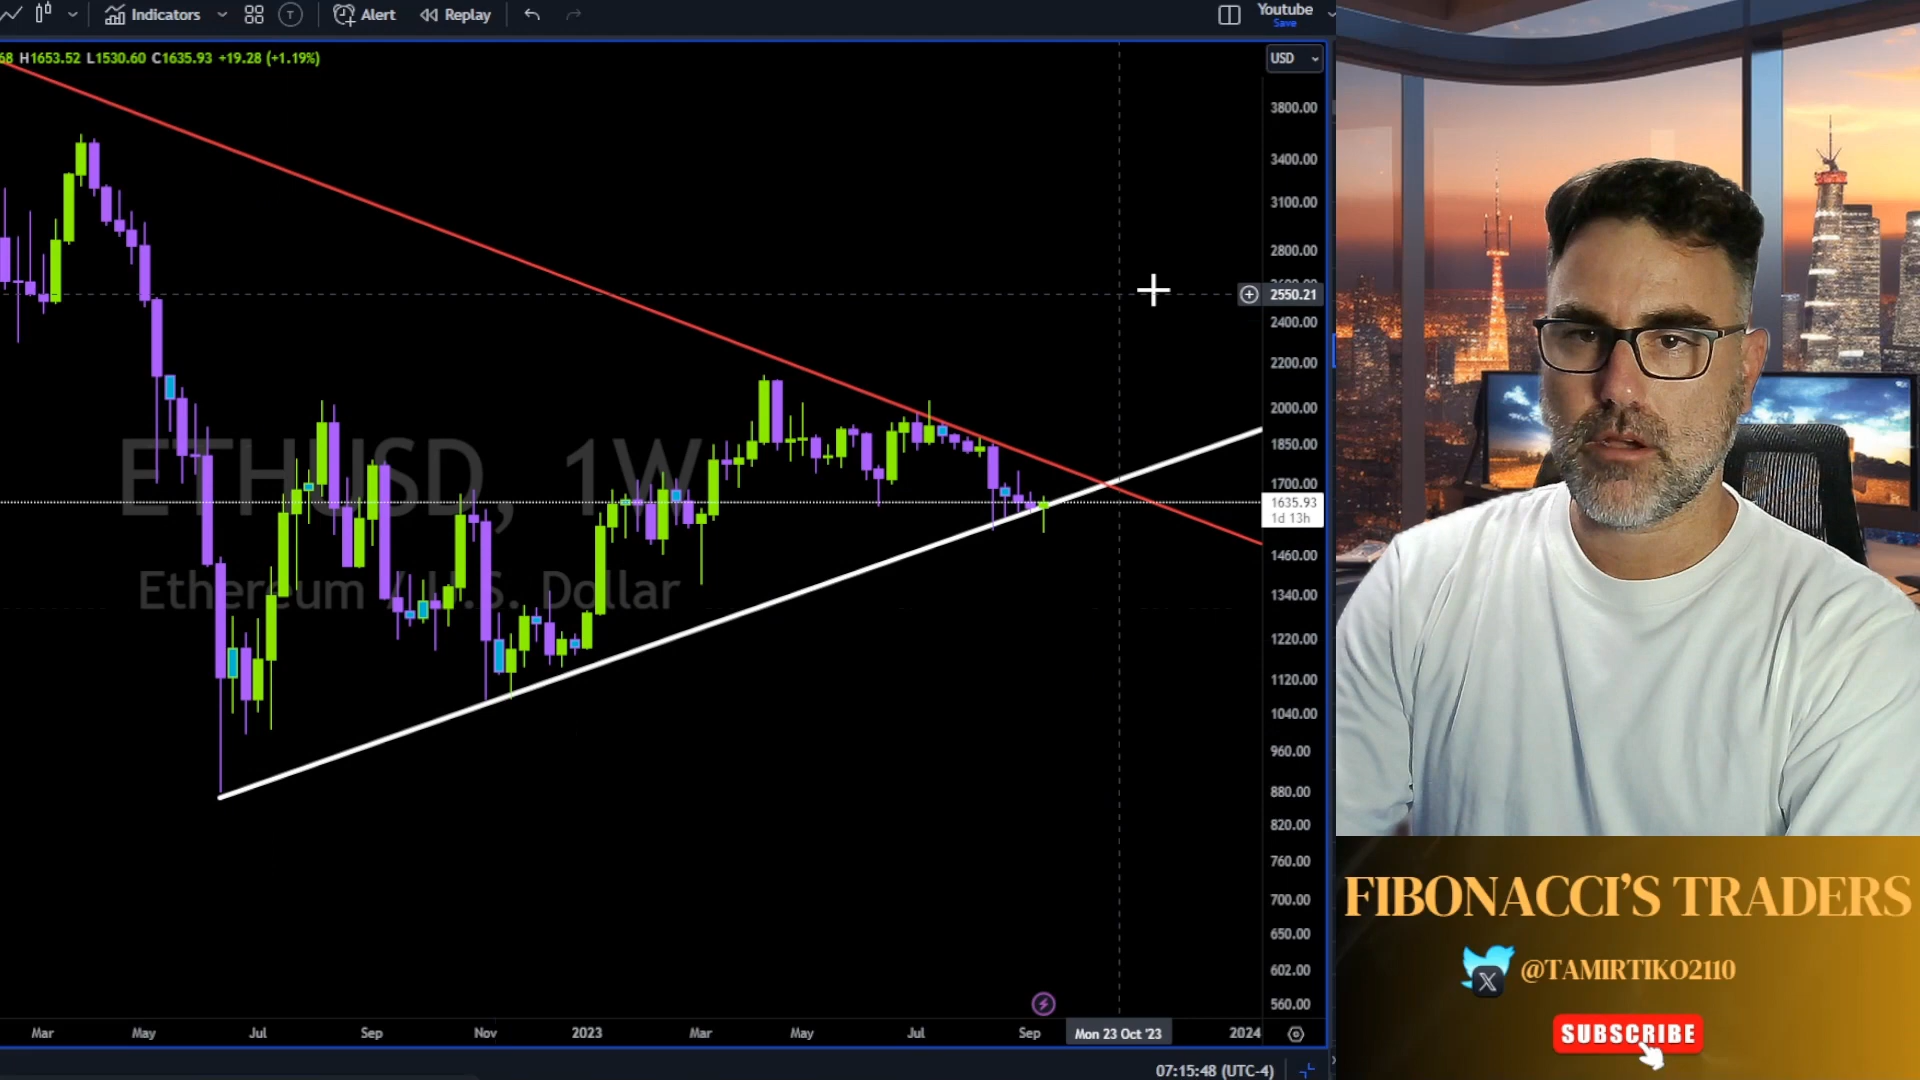 Indicators
T
Alert
Replay
Youtube
Save
68 H1653.52 L1530.60 C1635.93 +19.28 (+1.19%)
USD
3800.00
3400.00
3100.00
2800.00
2550.21
2400.00
2200.00
2000.00
1850.00
1700.00
1635.93
1d 13h
1460.00
1340.00
1220.00
1120.00
1040.00
960.00
880.00
820.00
760.00
700.00
650.00
602.00
560.00
ETHUSD, 1W
Ethereum / U.S. Dollar
Mar May Jul Sep Nov 2023 Mar May Jul Sep Mon 23 Oct '23 2024
07:15:48 (UTC-4)
FIBONACCI'S TRADERS
@TAMIRTIKO2110
SUBSCRIBE